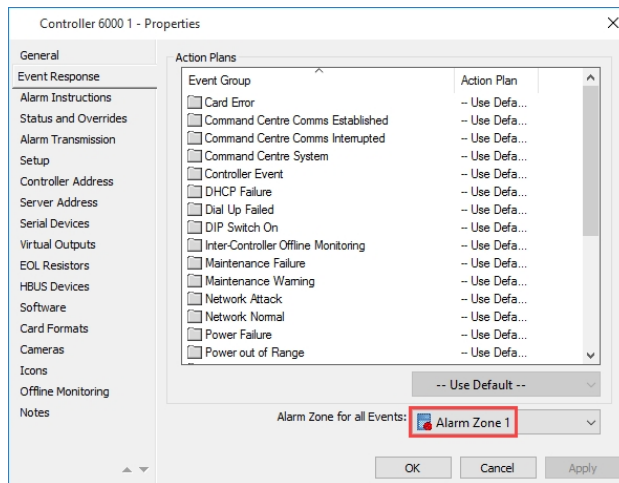 Controller 6000 1 - Properties
General
Event Response
Alarm Instructions
Status and Overrides
Alarm Transmission
Setup
Controller Address
Server Address
Serial Devices
Virtual Outputs
EOL Resistors
HBUS Devices
Software
Card Formats
Cameras
Icons
Offline Monitoring
Notes
Action Plans
Event Group Action Plan
Card Error -- Use Defa...
Command Centre Comms Established -- Use Defa...
Command Centre Comms Interrupted -- Use Defa...
Command Centre System -- Use Defa...
Controller Event -- Use Defa...
DHCP Failure -- Use Defa...
Dial Up Failed -- Use Defa...
DIP Switch On -- Use Defa...
Inter-Controller Offline Monitoring -- Use Defa...
Maintenance Failure -- Use Defa...
Maintenance Warning -- Use Defa...
Network Attack -- Use Defa...
Network Normal -- Use Defa...
Power Failure -- Use Defa...
Power out of Range -- Use Defa...
-- Use Default --
Alarm Zone for all Events: Alarm Zone 1
OK Cancel Apply